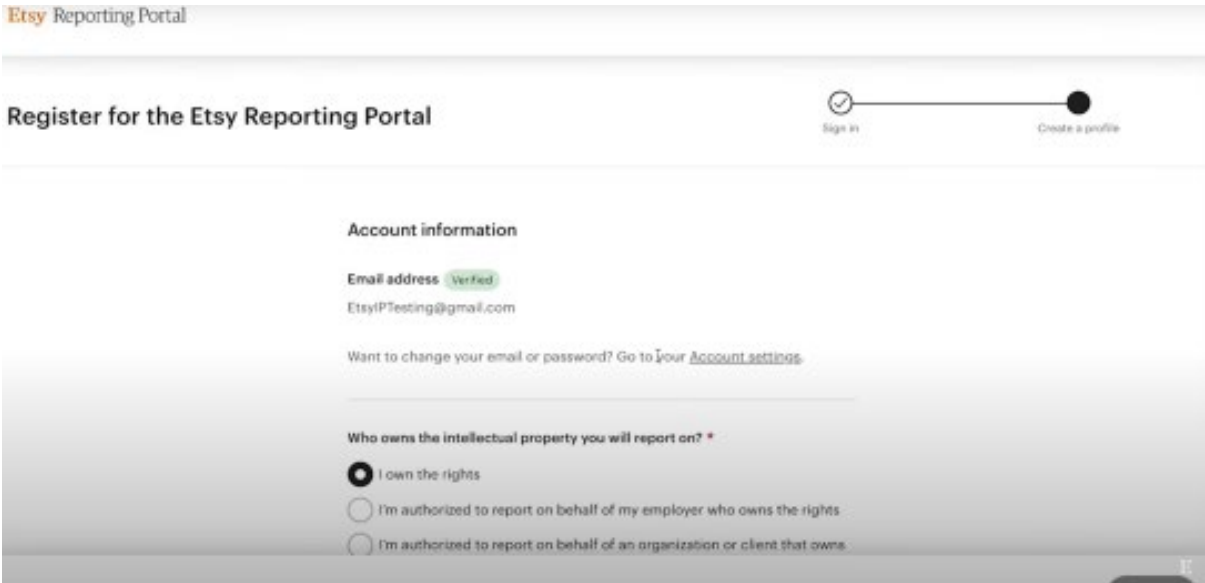 Etsy Reporting Portal
Register for the Etsy Reporting Portal
Sign in
Create a profile
Account information
Email address Verified
EtsyIPTesting@gmail.com
Want to change your email or password? Go to your Account settings.
Who owns the intellectual property you will report on? *
I own the rights
I'm authorized to report on behalf of my employer who owns the rights
I'm authorized to report on behalf of an organization or client that owns
E